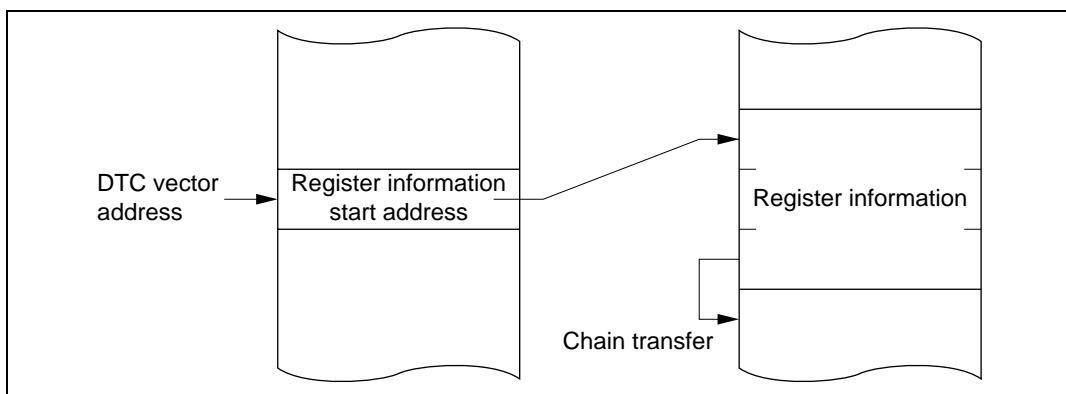 DTC vector
address
Register information
start address
Register information
Chain transfer